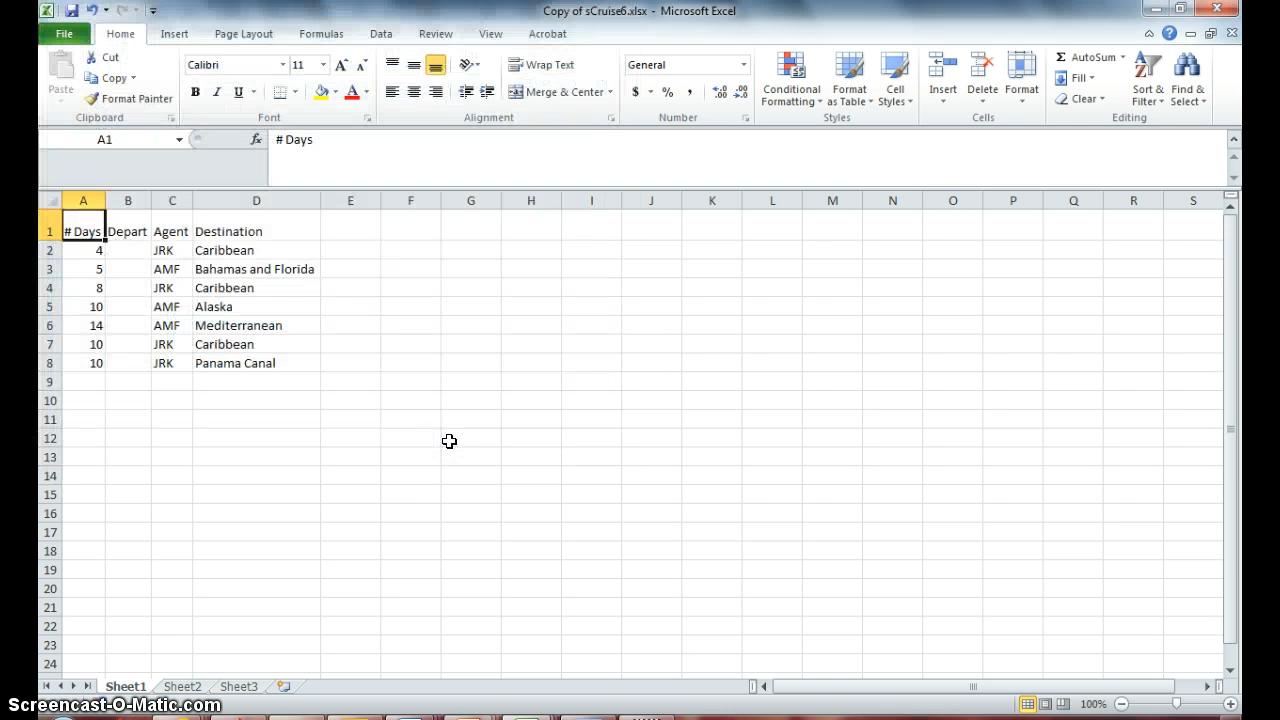 Copy of sCruise6.xlsx - Microsoft Excel
File Home Insert Page Layout Formulas Data Review View Acrobat
Paste
Cut
Copy
Format Painter
Clipboard
Calibri 11
B I U
Font
Wrap Text
Merge & Center
Alignment
General
$ % ,
Number
Conditional Formatting
Format as Table
Cell Styles
Styles
Insert Delete Format
Cells
AutoSum
Fill
Clear
Sort & Filter
Find & Select
Editing
A1 fx # Days
A B C D E F G H I J K L M N O P Q R S
1 # Days Depart Agent Destination
2 4 JRK Caribbean
3 5 AMF Bahamas and Florida
4 8 JRK Caribbean
5 10 AMF Alaska
6 14 AMF Mediterranean
7 10 JRK Caribbean
8 10 JRK Panama Canal
9
10
11
12
13
14
15
16
17
18
19
20
21
22
23
24
Sheet1 Sheet2 Sheet3
Screencast-O-Matic.com
100%